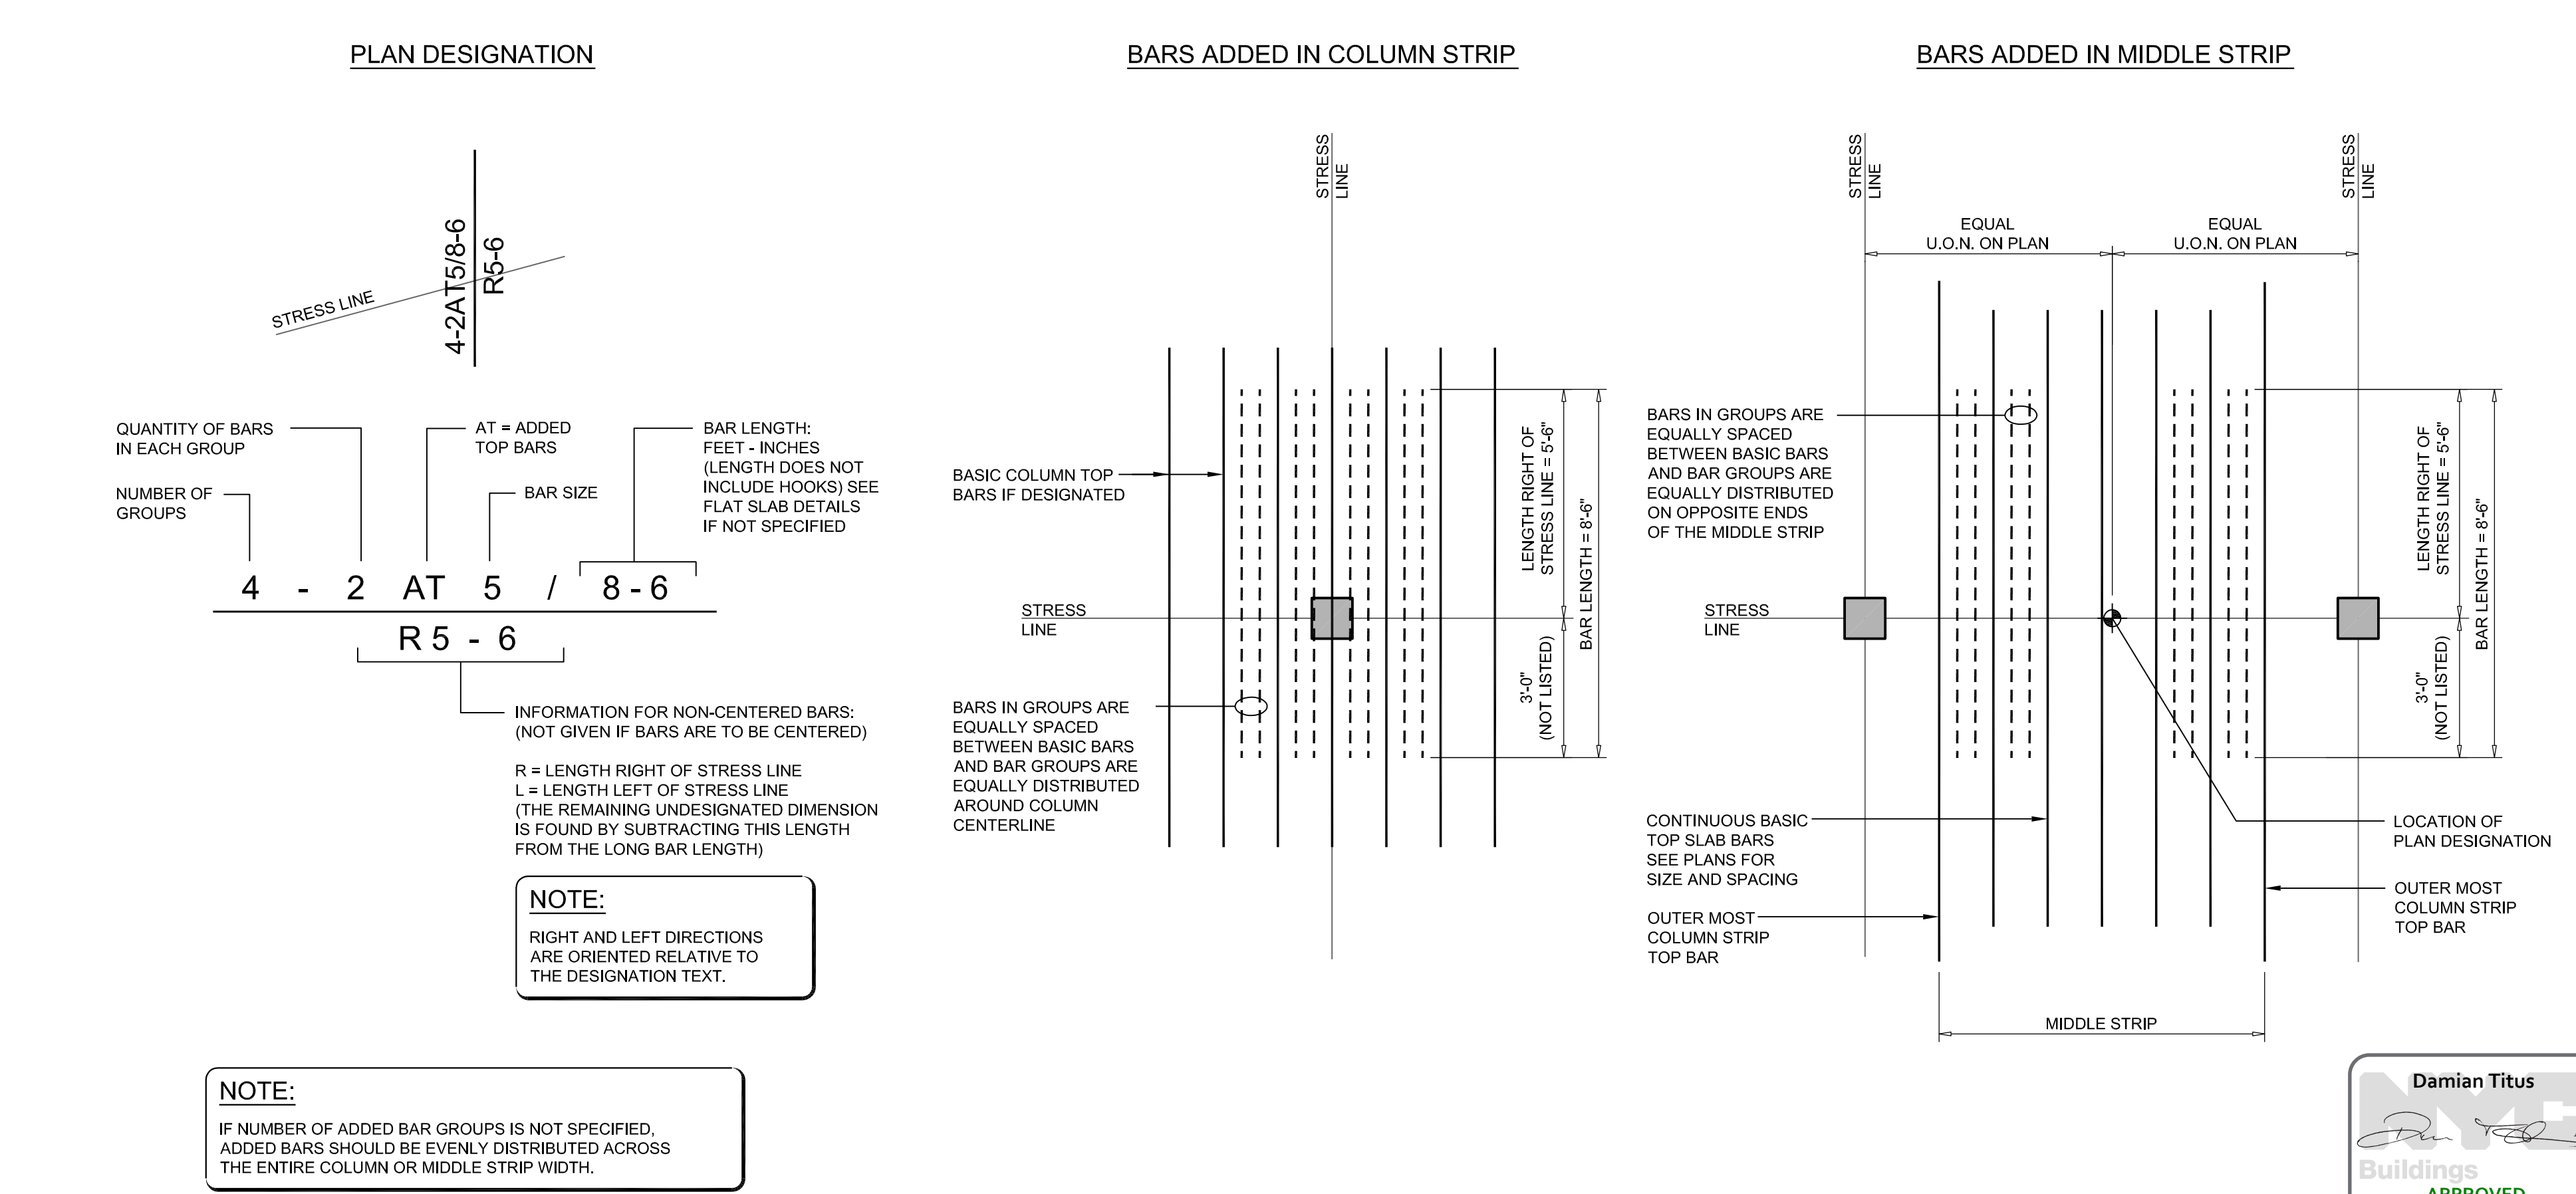 PLAN DESIGNATION
4-2AT5/8-6
R5-6
STRESS LINE
QUANTITY OF BARS
IN EACH GROUP
NUMBER OF
GROUPS
AT = ADDED
TOP BARS
BAR SIZE
BAR LENGTH:
FEET - INCHES
(LENGTH DOES NOT
INCLUDE HOOKS) SEE
FLAT SLAB DETAILS
IF NOT SPECIFIED
4 - 2 AT 5 / 8 - 6
R 5 - 6
INFORMATION FOR NON-CENTERED BARS:
(NOT GIVEN IF BARS ARE TO BE CENTERED)
R = LENGTH RIGHT OF STRESS LINE
L = LENGTH LEFT OF STRESS LINE
(THE REMAINING UNDESIGNATED DIMENSION
IS FOUND BY SUBTRACTING THIS LENGTH
FROM THE LONG BAR LENGTH)
NOTE:
RIGHT AND LEFT DIRECTIONS
ARE ORIENTED RELATIVE TO
THE DESIGNATION TEXT.
NOTE:
IF NUMBER OF ADDED BAR GROUPS IS NOT SPECIFIED,
ADDED BARS SHOULD BE EVENLY DISTRIBUTED ACROSS
THE ENTIRE COLUMN OR MIDDLE STRIP WIDTH.
BARS ADDED IN COLUMN STRIP
STRESS
LINE
BASIC COLUMN TOP
BARS IF DESIGNATED
STRESS
LINE
BARS IN GROUPS ARE
EQUALLY SPACED
BETWEEN BASIC BARS
AND BAR GROUPS ARE
EQUALLY DISTRIBUTED
AROUND COLUMN
CENTERLINE
LENGTH RIGHT OF
STRESS LINE = 5'-6"
BAR LENGTH = 8'-6"
3'-0"
(NOT LISTED)
BARS ADDED IN MIDDLE STRIP
STRESS
LINE
STRESS
LINE
EQUAL
U.O.N. ON PLAN
EQUAL
U.O.N. ON PLAN
BARS IN GROUPS ARE
EQUALLY SPACED
BETWEEN BASIC BARS
AND BAR GROUPS ARE
EQUALLY DISTRIBUTED
ON OPPOSITE ENDS
OF THE MIDDLE STRIP
STRESS
LINE
LENGTH RIGHT OF
STRESS LINE = 5'-6"
BAR LENGTH = 8'-6"
3'-0"
(NOT LISTED)
CONTINUOUS BASIC
TOP SLAB BARS
SEE PLANS FOR
SIZE AND SPACING
OUTER MOST
COLUMN STRIP
TOP BAR
LOCATION OF
PLAN DESIGNATION
OUTER MOST
COLUMN STRIP
TOP BAR
MIDDLE STRIP
Damian Titus
NYC
Buildings
APPROVED